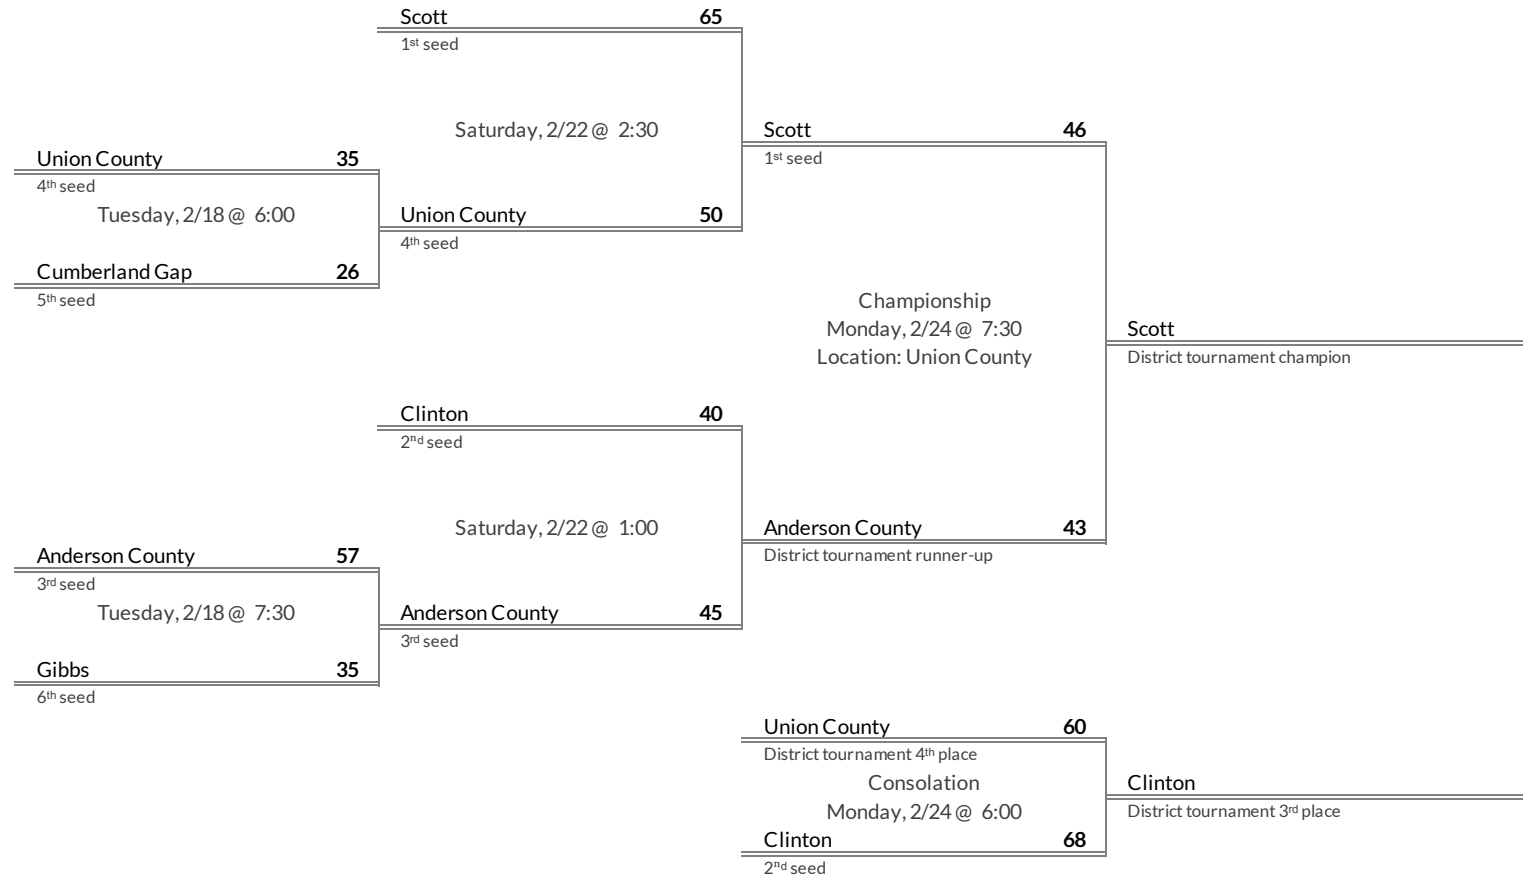 Scott 65
1st seed
Saturday, 2/22 @ 2:30
Union County 35
4th seed
Tuesday, 2/18 @ 6:00
Cumberland Gap 26
5th seed
Union County 50
4th seed
Scott 46
1st seed
Championship
Monday, 2/24 @ 7:30
Location: Union County
Scott
District tournament champion
Clinton 40
2nd seed
Saturday, 2/22 @ 1:00
Anderson County 57
3rd seed
Tuesday, 2/18 @ 7:30
Gibbs 35
6th seed
Anderson County 45
3rd seed
Anderson County 43
District tournament runner-up
Union County 60
District tournament 4th place
Consolation
Monday, 2/24 @ 6:00
Clinton 68
2nd seed
Clinton
District tournament 3rd place